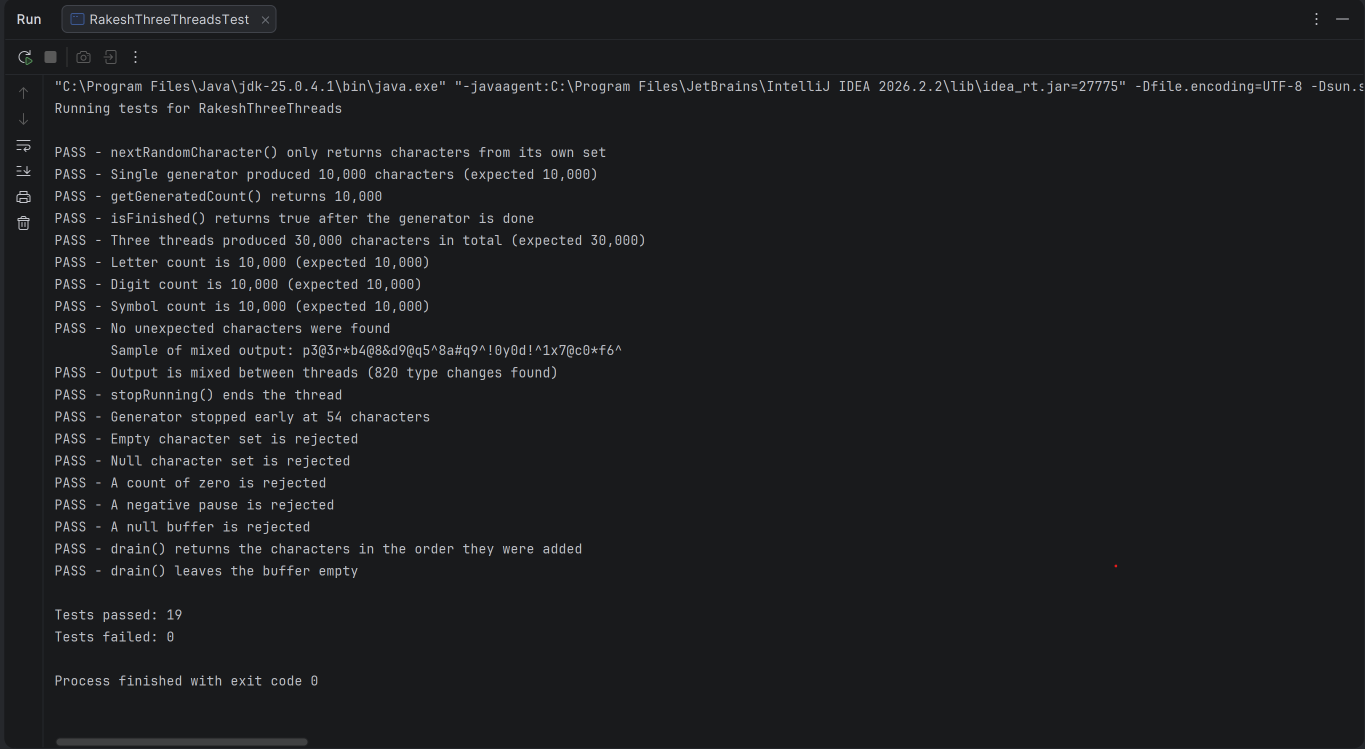 Run
RakeshThreeThreadsTest
"C:\Program Files\Java\jdk-25.0.4.1\bin\java.exe" "-javaagent:C:\Program Files\JetBrains\IntelliJ IDEA 2026.2.2\lib\idea_rt.jar=27775" -Dfile.encoding=UTF-8 -Dsun.s
Running tests for RakeshThreeThreads
PASS - nextRandomCharacter() only returns characters from its own set
PASS - Single generator produced 10,000 characters (expected 10,000)
PASS - getGeneratedCount() returns 10,000
PASS - isFinished() returns true after the generator is done
PASS - Three threads produced 30,000 characters in total (expected 30,000)
PASS - Letter count is 10,000 (expected 10,000)
PASS - Digit count is 10,000 (expected 10,000)
PASS - Symbol count is 10,000 (expected 10,000)
PASS - No unexpected characters were found
Sample of mixed output: p3@3r*b4@8&d9@q5^8a#q9^!0y0d!^1x7@c0*f6^
PASS - Output is mixed between threads (820 type changes found)
PASS - stopRunning() ends the thread
PASS - Generator stopped early at 54 characters
PASS - Empty character set is rejected
PASS - Null character set is rejected
PASS - A count of zero is rejected
PASS - A negative pause is rejected
PASS - A null buffer is rejected
PASS - drain() returns the characters in the order they were added
PASS - drain() leaves the buffer empty
Tests passed: 19
Tests failed: 0
Process finished with exit code 0